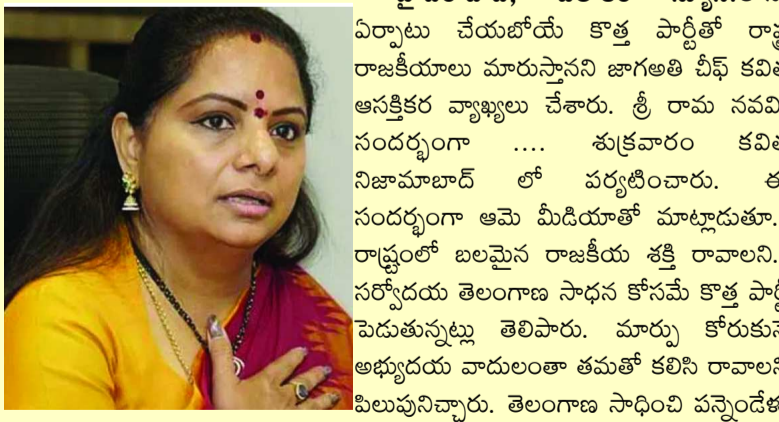 ఏర్పాటు చేయబోయే కొత్త పార్టీతో
రాజకీయాలు మారుస్తానని జాగఅతి చీఫ్ కవిత
ఆసక్తికర వ్యాఖ్యలు చేశారు. శ్రీ రామ నవమి
సందర్భంగా .... శుక్రవారం కవిత
నిజామాబాద్ లో పర్యటించారు. ఈ
సందర్భంగా ఆమె మీడియాతో మాట్లాడుతూ..
రాష్ట్రంలో బలమైన రాజకీయ శక్తి రావాలని..
సర్వోదయ తెలంగాణ సాధన కోసమే కొత్త పార్టీ
పెడుతున్నట్లు తెలిపారు. మార్పు
అభ్యుదయ వాదులంతా తమతో కలిసి రావాలని
పిలుపునిచ్చారు. తెలంగాణ సాధించి